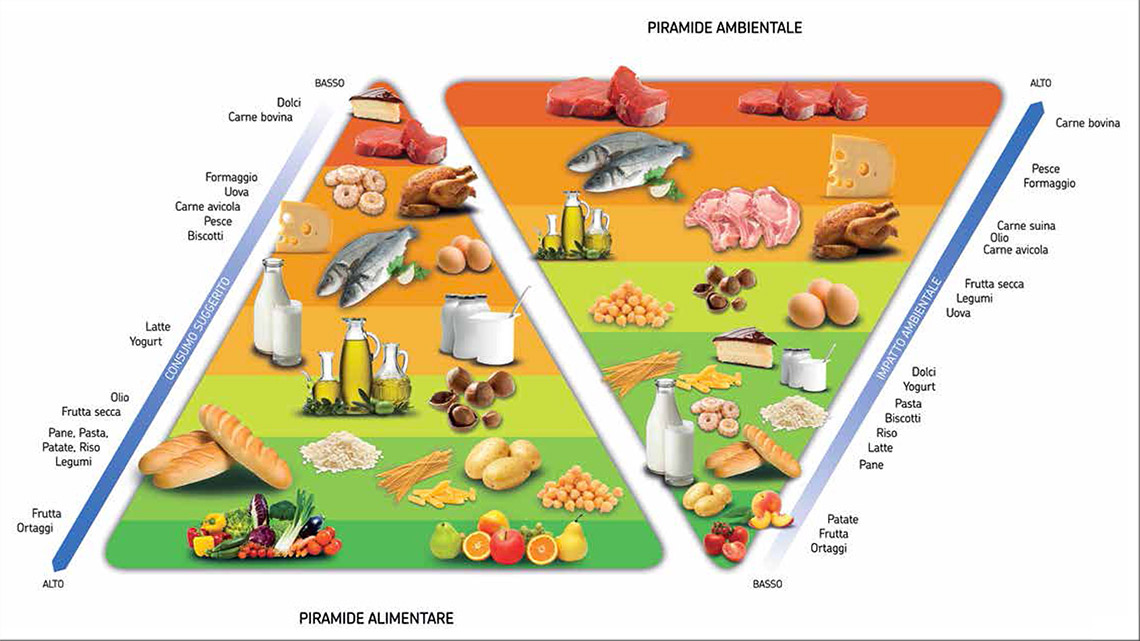 PIRAMIDE AMBIENTALE
BASSO
Dolci
Carne bovina
Formaggio
Uova
Carne avicola
Pesce
Biscotti
Latte
Yogurt
Olio
Frutta secca
Pane, Pasta,
Patate, Riso
Legumi
Frutta
Ortaggi
ALTO
CONSUMO SUGGERITO
ALTO
Carne bovina
Pesce
Formaggio
Carne suina
Olio
Carne avicola
Frutta secca
Legumi
Uova
Dolci
Yogurt
Pasta
Biscotti
Riso
Latte
Pane
Patate
Frutta
Ortaggi
BASSO
IMPATTO AMBIENTALE
PIRAMIDE ALIMENTARE